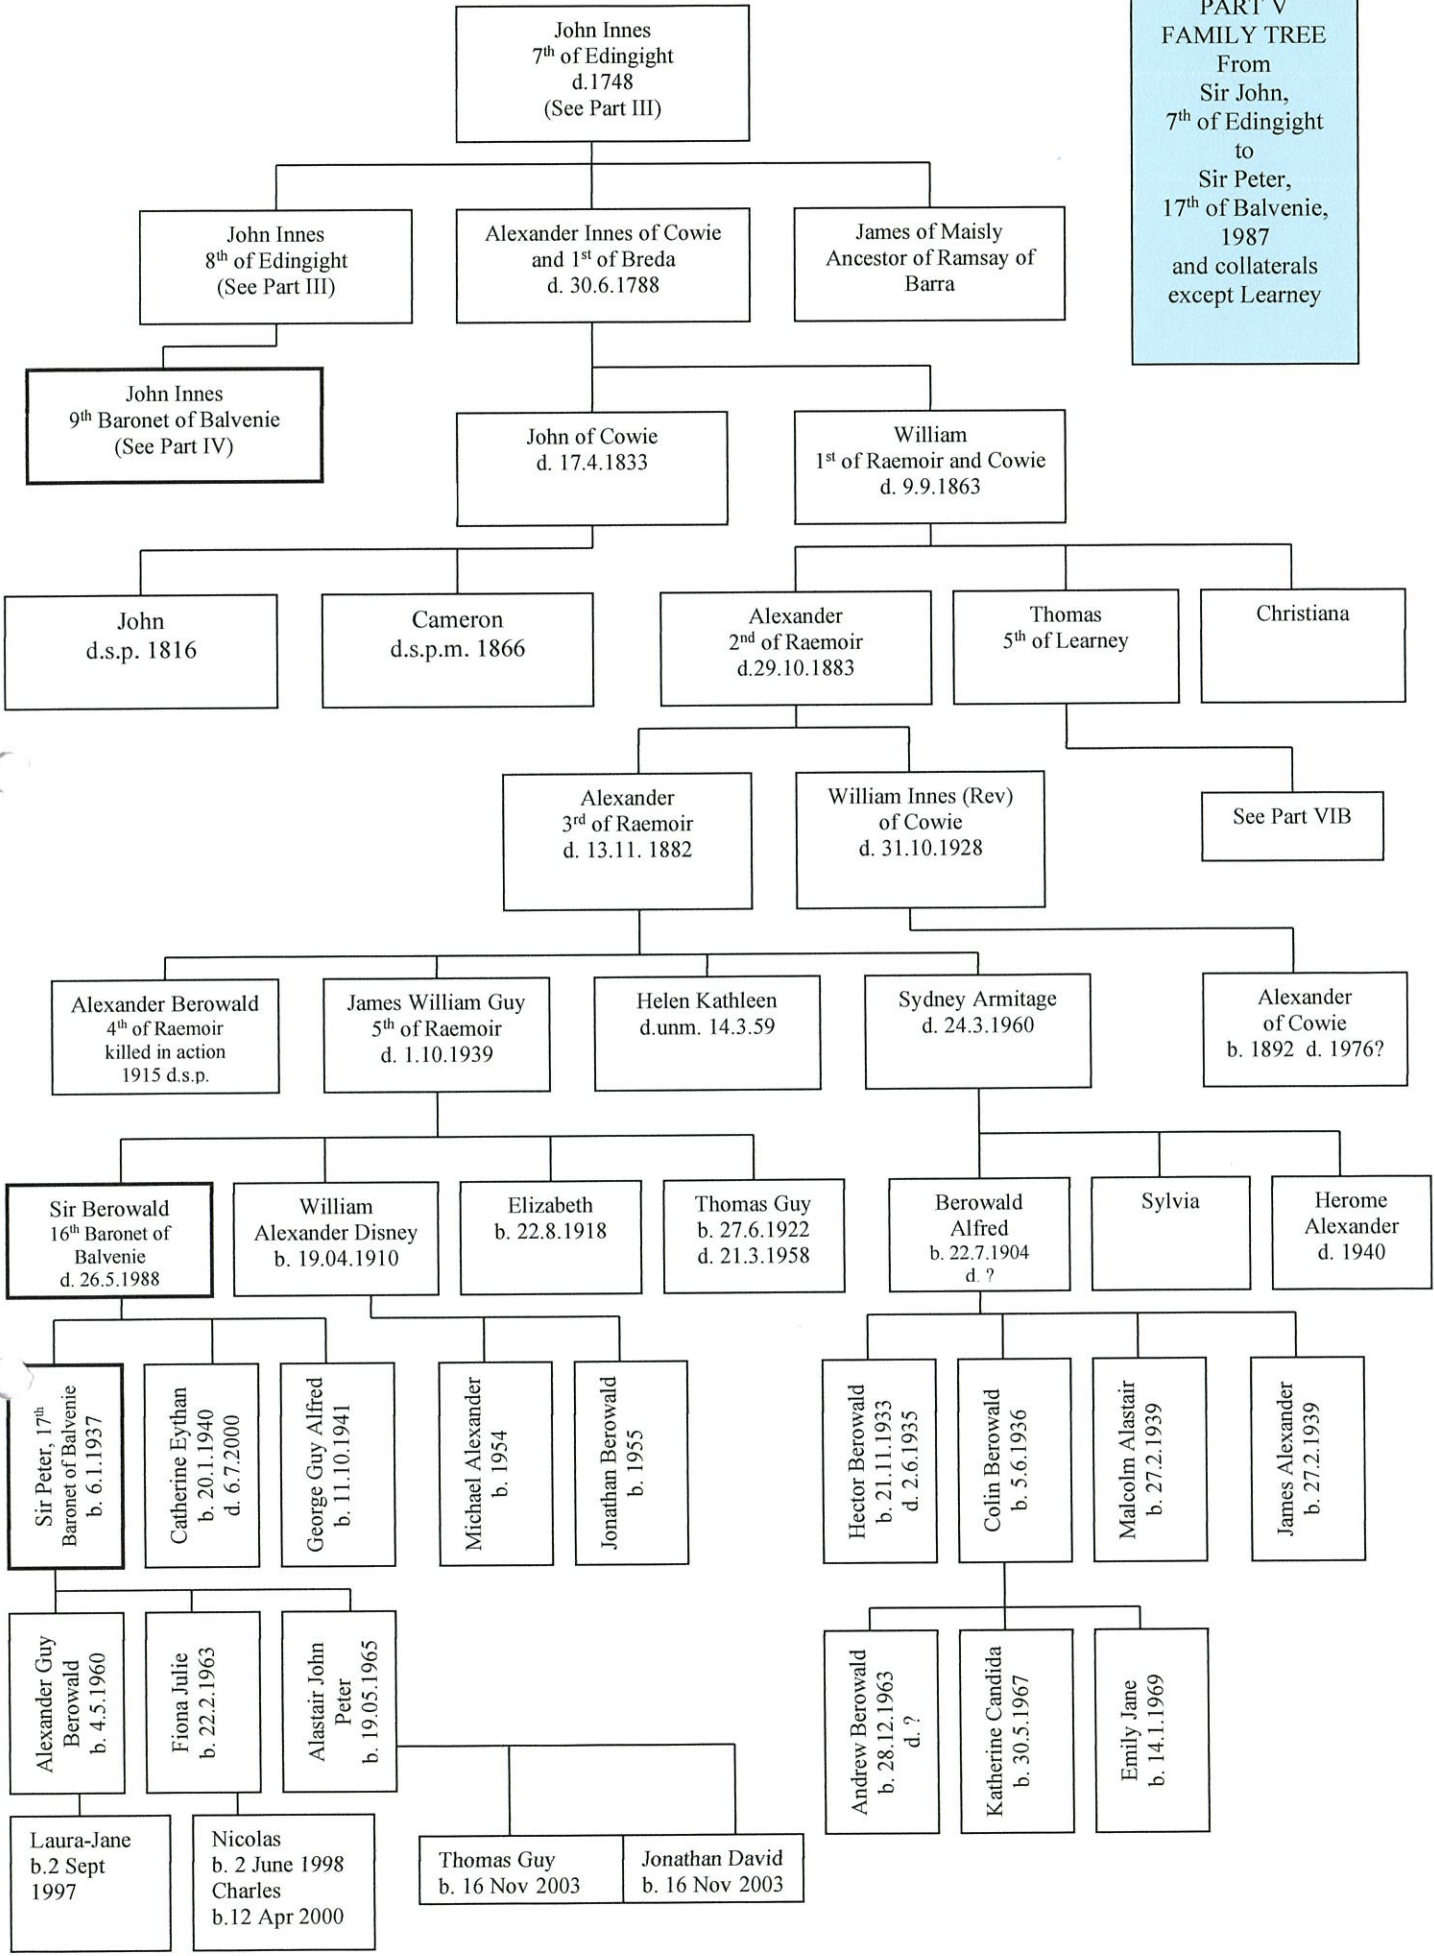 PART V
FAMILY TREE
From
Sir John,
7th of Edingight
to
Sir Peter,
17th of Balvenie,
1987
and collaterals
except Learney
John Innes
7th of Edingight
d.1748
(See Part III)
John Innes
8th of Edingight
(See Part III)
Alexander Innes of Cowie
and 1st of Breda
d. 30.6.1788
James of Maisly
Ancestor of Ramsay of
Barra
John Innes
9th Baronet of Balvenie
(See Part IV)
John of Cowie
d. 17.4.1833
William
1st of Raemoir and Cowie
d. 9.9.1863
John
d.s.p. 1816
Cameron
d.s.p.m. 1866
Alexander
2nd of Raemoir
d.29.10.1883
Thomas
5th of Learney
Christiana
Alexander
3rd of Raemoir
d. 13.11. 1882
William Innes (Rev)
of Cowie
d. 31.10.1928
See Part VIB
Alexander Berowald
4th of Raemoir
killed in action
1915 d.s.p.
James William Guy
5th of Raemoir
d. 1.10.1939
Helen Kathleen
d.unm. 14.3.59
Sydney Armitage
d. 24.3.1960
Alexander
of Cowie
b. 1892 d. 1976?
Sir Berowald
16th Baronet of
Balvenie
d. 26.5.1988
William
Alexander Disney
b. 19.04.1910
Elizabeth
b. 22.8.1918
Thomas Guy
b. 27.6.1922
d. 21.3.1958
Berowald
Alfred
b. 22.7.1904
d. ?
Sylvia
Herome
Alexander
d. 1940
Sir Peter, 17th
Baronet of Balvenie
b. 6.1.1937
Catherine Eythan
b. 20.1.1940
d. 6.7.2000
George Guy Alfred
b. 11.10.1941
Michael Alexander
b. 1954
Jonathan Berowald
b. 1955
Hector Berowald
b. 21.11.1933
d. 2.6.1935
Colin Berowald
b. 5.6.1936
Malcolm Alastair
b. 27.2.1939
James Alexander
b. 27.2.1939
Alexander Guy
Berowald
b. 4.5.1960
Fiona Julie
b. 22.2.1963
Alastair John
Peter
b. 19.05.1965
Andrew Berowald
b. 28.12.1963
d. ?
Katherine Candida
b. 30.5.1967
Emily Jane
b. 14.1.1969
Laura-Jane
b.2 Sept
1997
Nicolas
b. 2 June 1998
Charles
b.12 Apr 2000
Thomas Guy
b. 16 Nov 2003
Jonathan David
b. 16 Nov 2003